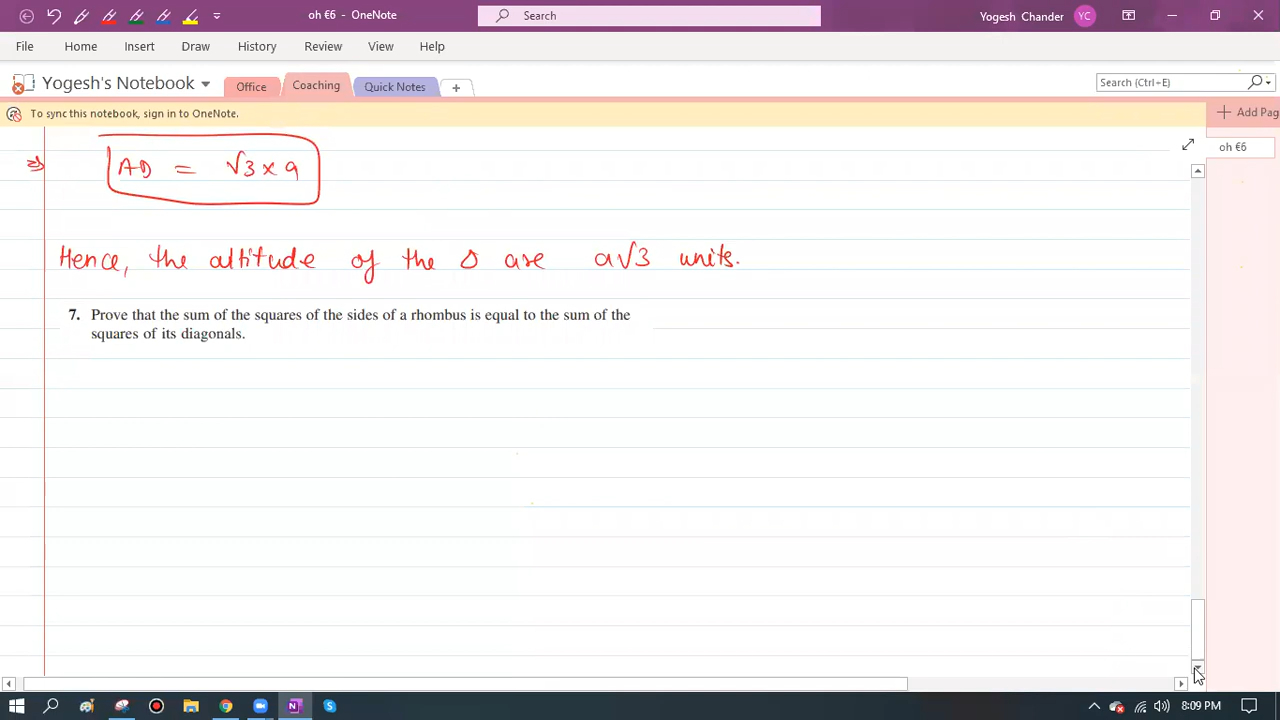 oh €6 - OneNote
Search
Yogesh Chander
YC
File Home Insert Draw History Review View Help
Yogesh's Notebook
Office Coaching Quick Notes
Search (Ctrl+E)
To sync this notebook, sign in to OneNote.
Add Pag
oh €6
⇒ AD = √3 × a
Hence, the altitude of the Δ are a√3 units.
7. Prove that the sum of the squares of the sides of a rhombus is equal to the sum of the
squares of its diagonals.
8:09 PM